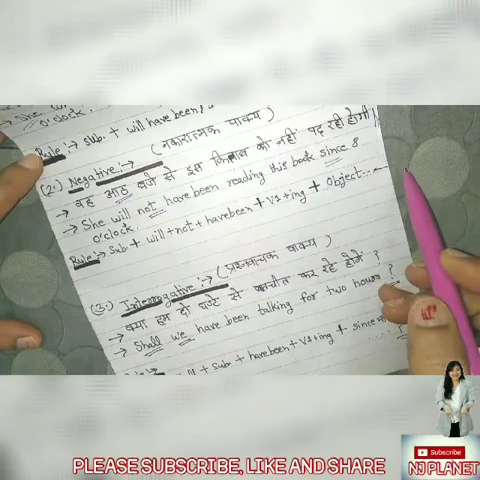 → She
o'clock.
Rule :→ sub. + will have been
(2.) Negative :→ ( नकारात्मक वाक्य )
→ वह आठ बजे से इस किताब को नहीं पढ़ रही होगी।
→ She will not have been reading this book since 8
o'clock.
Rule :→ Sub + will + not + have been + V1 + ing + Object...
(3.) Interrogative :→ ( प्रश्नवाचक वाक्य )
→ क्या हम दो घण्टे से बातचीत कर रहे होंगे ?
→ Shall we have been talking for two hours ?
+ sub + have been + V1 + ing + since
Subscribe
NJ PLANET
PLEASE SUBSCRIBE, LIKE AND SHARE